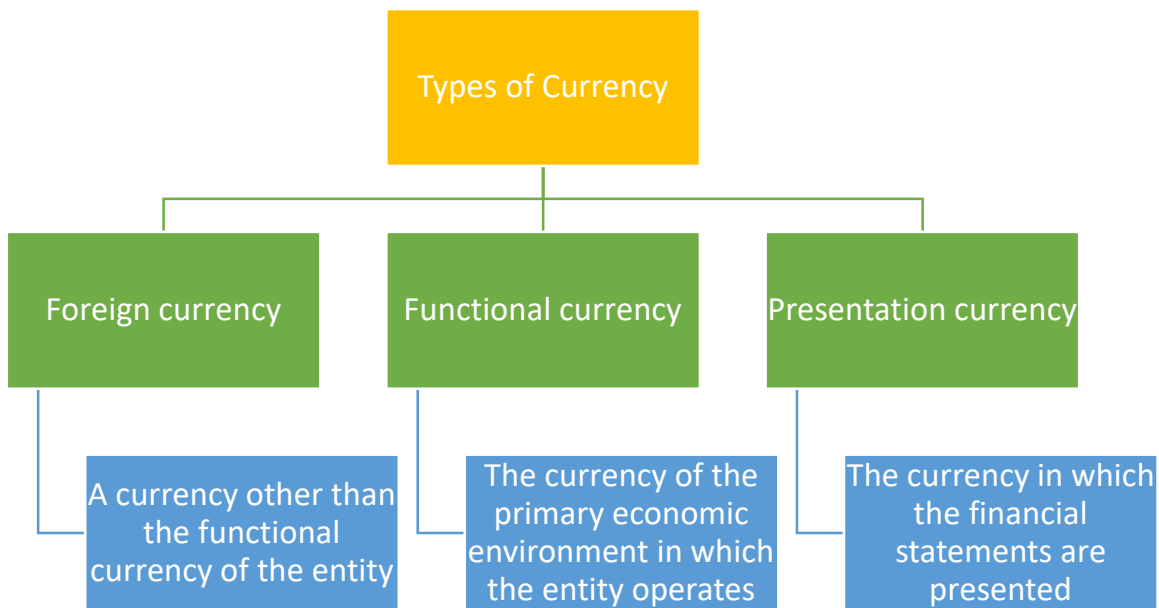 Types of Currency
Foreign currency
Functional currency
Presentation currency
A currency other than
the functional
currency of the entity
The currency of the
primary economic
environment in which
the entity operates
The currency in which
the financial
statements are
presented